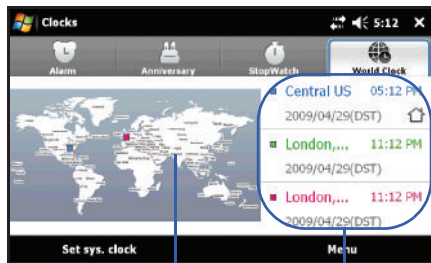 Clocks 5:12
Alarm Anniversary StopWatch World Clock
Central US 05:12 PM
2009/04/29(DST)
London,... 11:12 PM
2009/04/29(DST)
London,... 11:12 PM
2009/04/29(DST)
Set sys. clock Menu